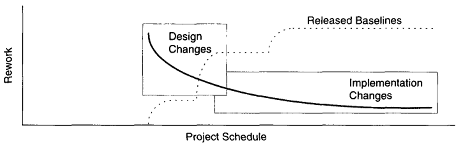 Released Baselines
Design
Changes
Implementation
Changes
Rework
Project Schedule